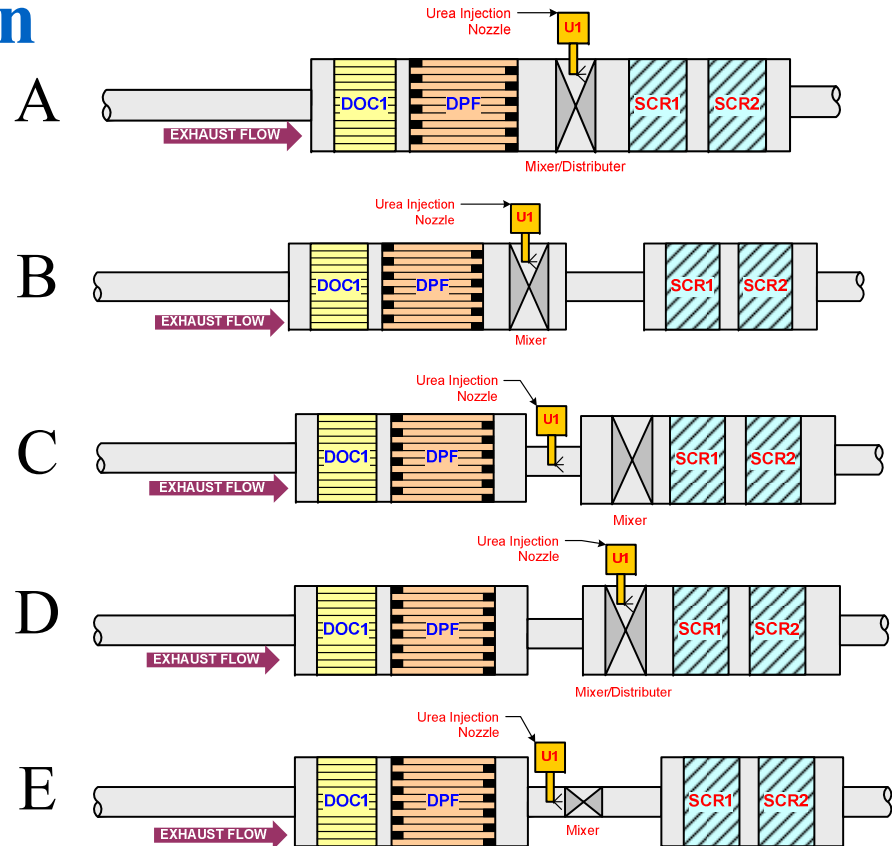 n
Urea Injection
Nozzle
U1
A
DOC1
DPF
SCR1
SCR2
EXHAUST FLOW
Mixer/Distributer
Urea Injection
Nozzle
U1
B
DOC1
DPF
SCR1
SCR2
EXHAUST FLOW
Mixer
Urea Injection
Nozzle
U1
C
DOC1
DPF
SCR1
SCR2
EXHAUST FLOW
Mixer
Urea Injection
Nozzle
U1
D
DOC1
DPF
SCR1
SCR2
EXHAUST FLOW
Mixer/Distributer
Urea Injection
Nozzle
U1
E
DOC1
DPF
SCR1
SCR2
EXHAUST FLOW
Mixer